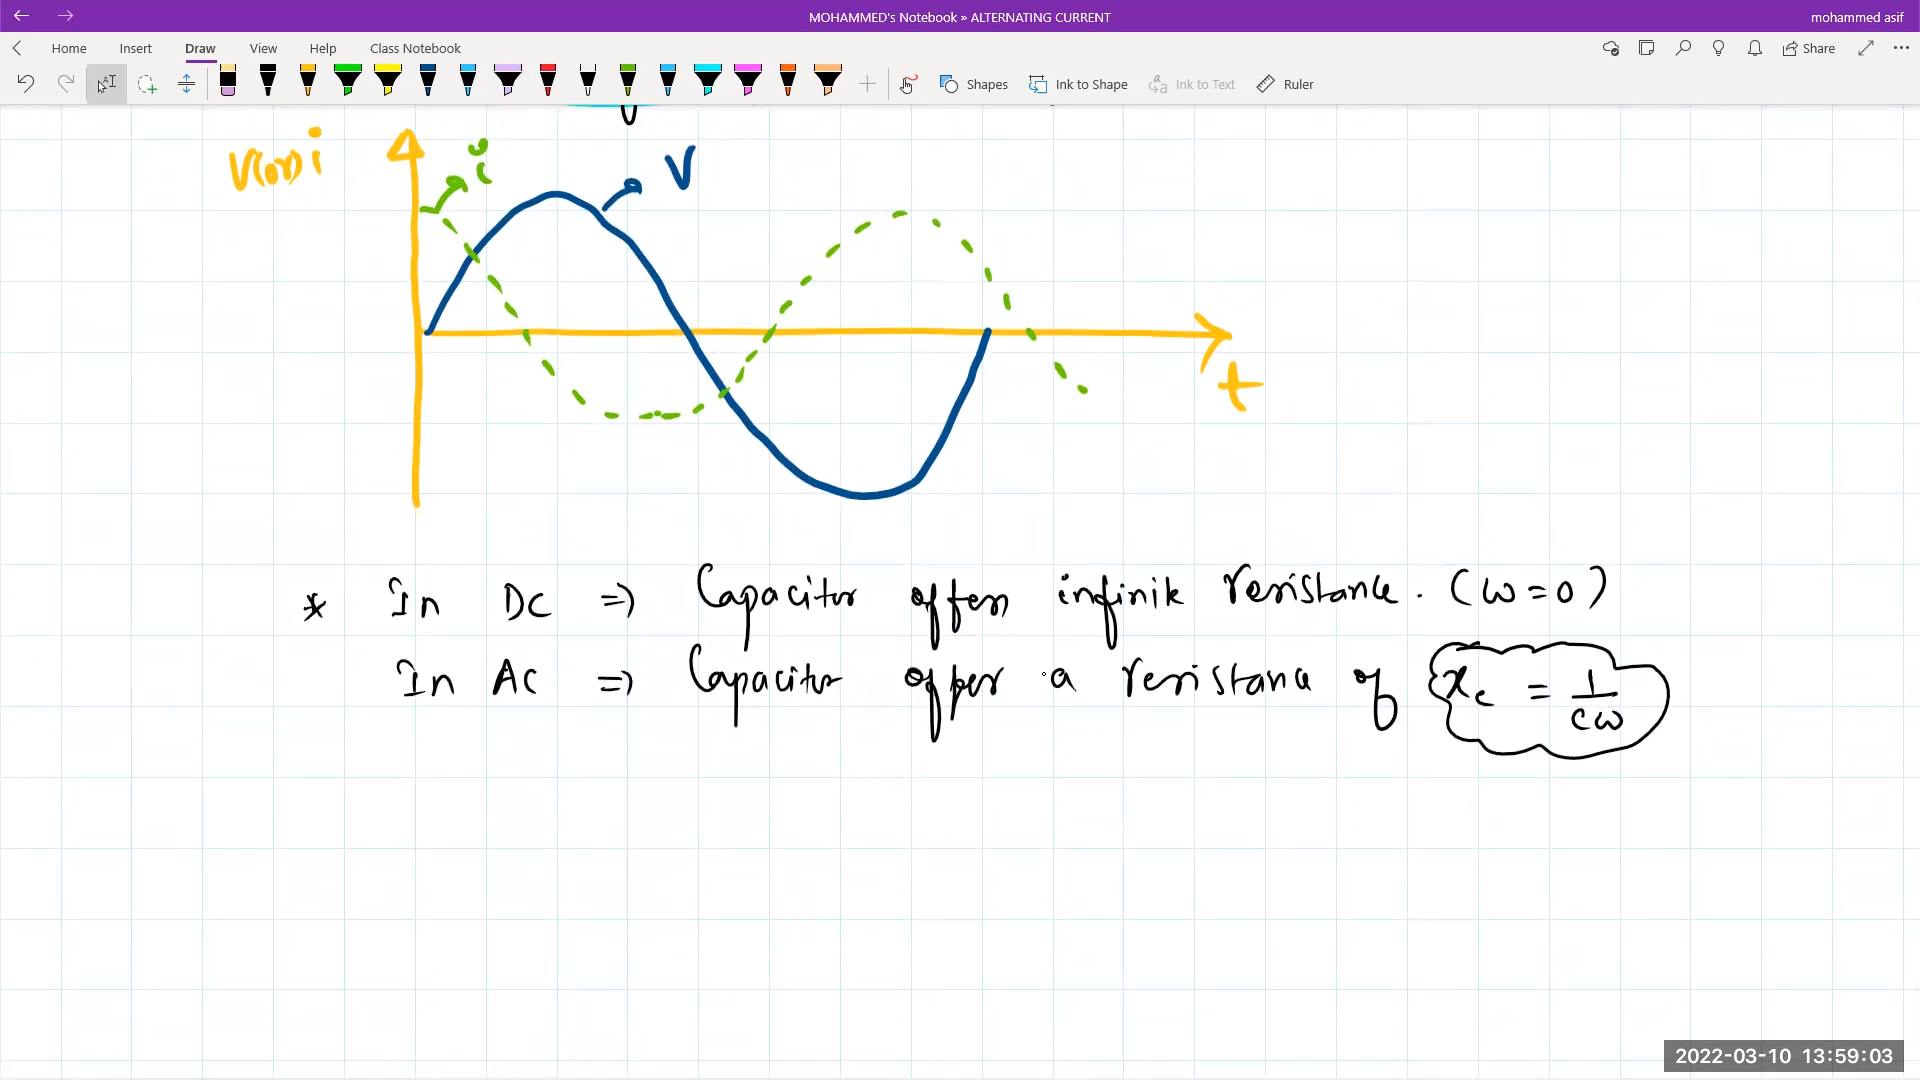 MOHAMMED's Notebook » ALTERNATING CURRENT
mohammed asif
Home Insert Draw View Help Class Notebook
Share
Shapes Ink to Shape Ink to Text Ruler
V(or) i
i
V
t
* In DC => Capacitor offers infinite resistance. (ω = 0)
In AC => Capacitor offer a resistance of Xc = 1/cω
2022-03-10 13:59:03